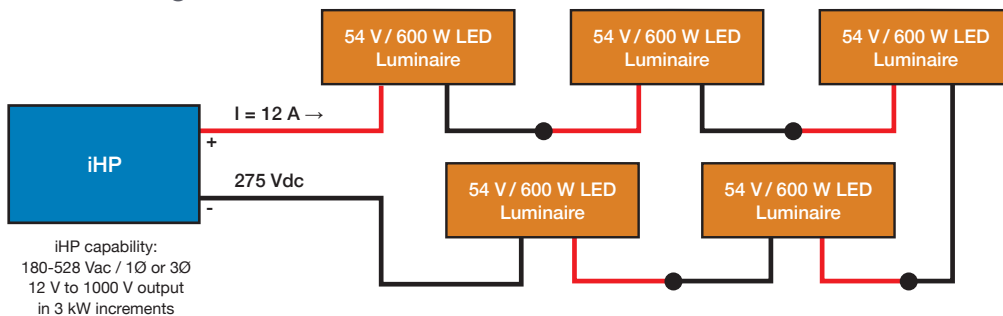 54 V / 600 W LED
Luminaire
54 V / 600 W LED
Luminaire
54 V / 600 W LED
Luminaire
I = 12 A →
+
iHP
275 Vdc
-
54 V / 600 W LED
Luminaire
54 V / 600 W LED
Luminaire
iHP capability:
180-528 Vac / 1Ø or 3Ø
12 V to 1000 V output
in 3 kW increments